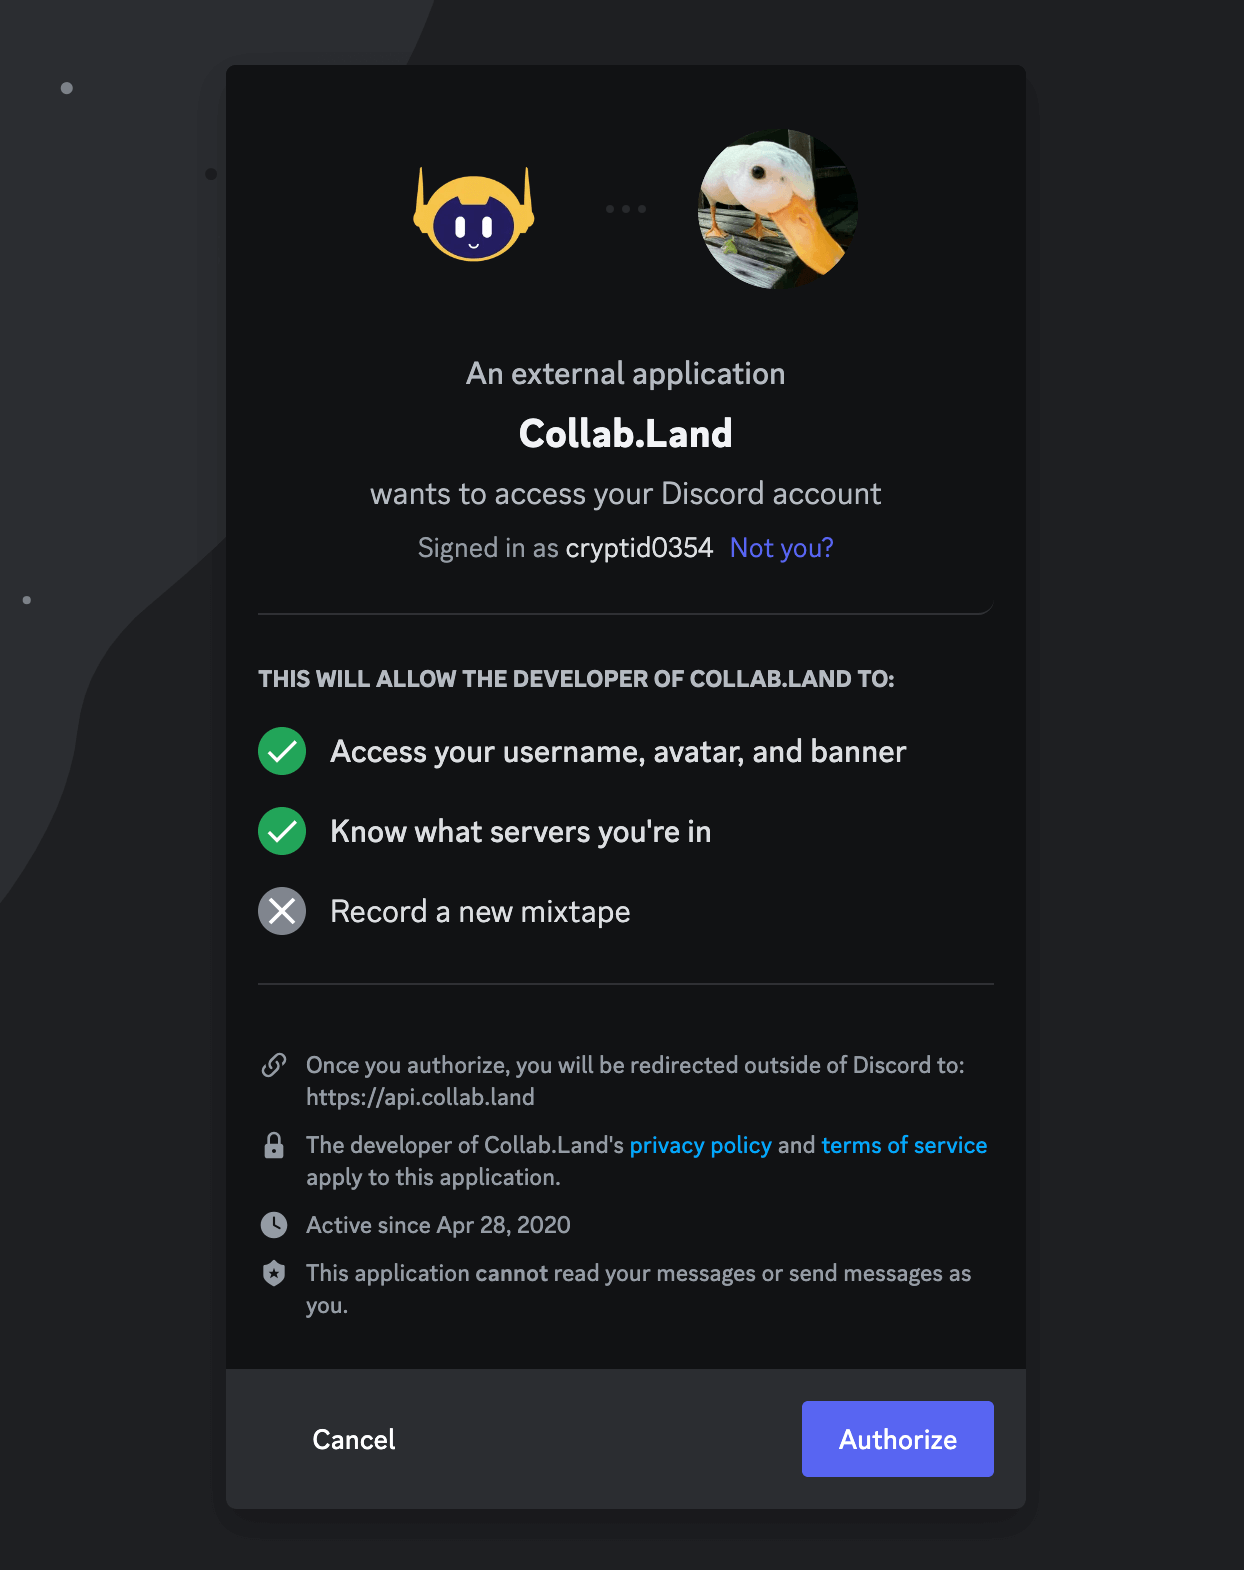 An external application
Collab.Land
wants to access your Discord account
Signed in as cryptid0354 Not you?
THIS WILL ALLOW THE DEVELOPER OF COLLAB.LAND TO:
Access your username, avatar, and banner
Know what servers you're in
Record a new mixtape
Once you authorize, you will be redirected outside of Discord to:
https://api.collab.land
The developer of Collab.Land's privacy policy and terms of service
apply to this application.
Active since Apr 28, 2020
This application cannot read your messages or send messages as
you.
Cancel
Authorize